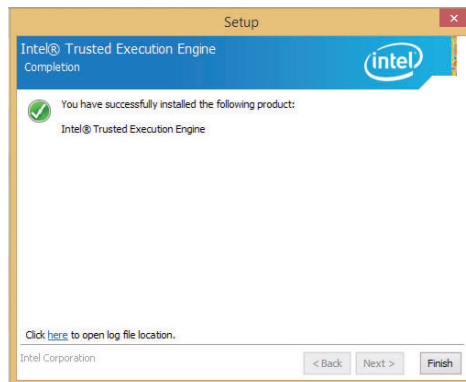 Setup
Intel® Trusted Execution Engine
Completion
intel
You have successfully installed the following product:
Intel® Trusted Execution Engine
Click here to open log file location.
Intel Corporation
< Back
Next >
Finish